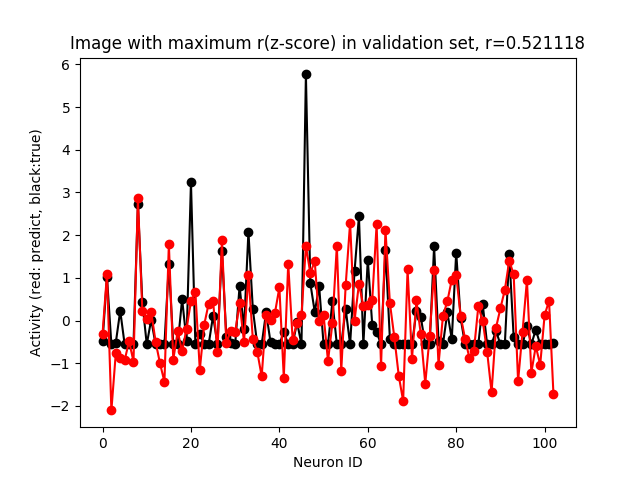 Image with maximum r(z-score) in validation set, r=0.521118
6
5
4
3
2
1
0
−1
−2
Activity (red: predict, black:true)
0 20 40 60 80 100
Neuron ID